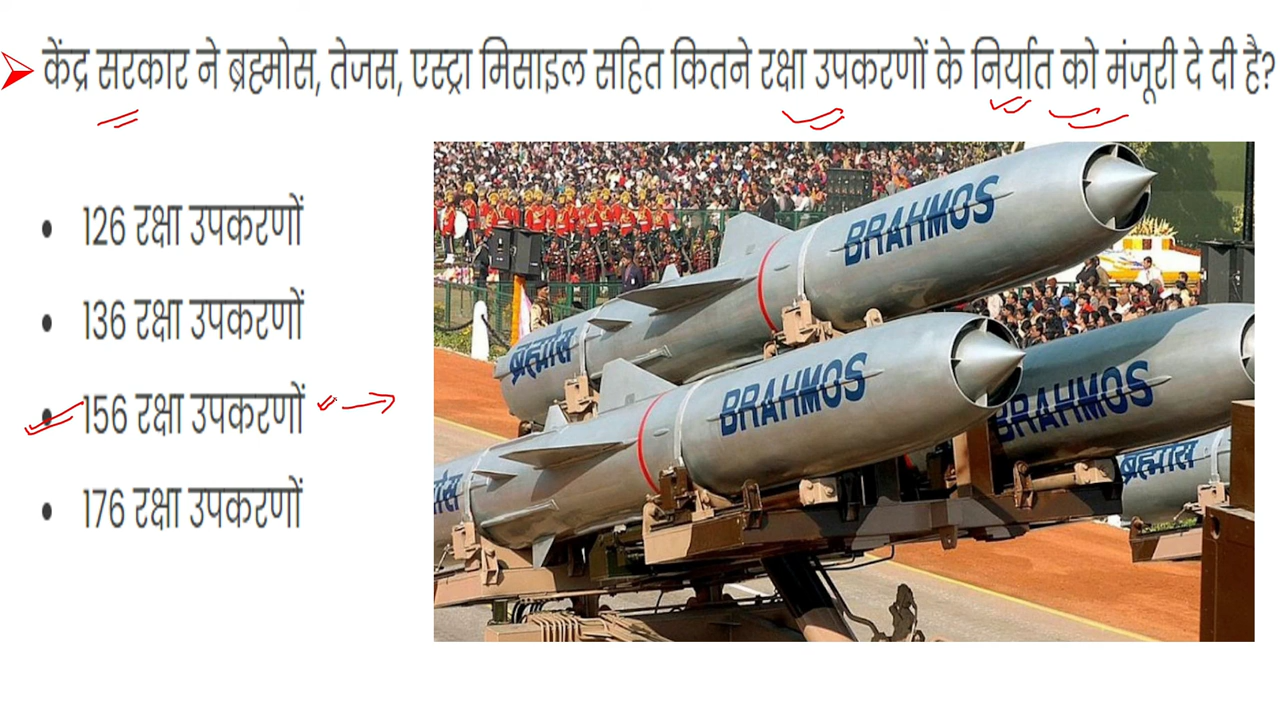 केंद्र सरकार ने ब्रह्मोस, तेजस, एस्ट्रा मिसाइल सहित कितने रक्षा उपकरणों के निर्यात को मंजूरी दे दी है?
126 रक्षा उपकरणों
136 रक्षा उपकरणों
156 रक्षा उपकरणों
176 रक्षा उपकरणों
BRAHMOS
ब्रह्मोस
BRAHMOS
BRAHMOS
ब्रह्मोस